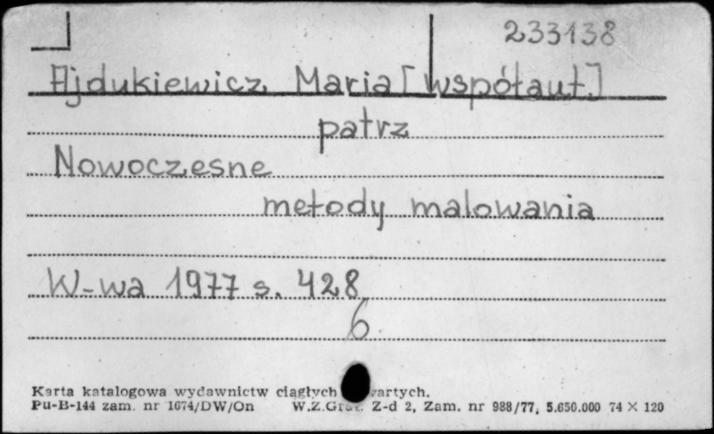 233138
Ajdukiewicz Maria [współaut.]
patrz
Nowoczesne
metody malowania
W-wa 1977 s. 428
6
Karta katalogowa wydawnictw ciągłych
Pu-B-144 zam. nr 1674/DW/On W.Z.Graf. Z-d 2, Zam. nr 988/77, 5.650.000 74 × 120